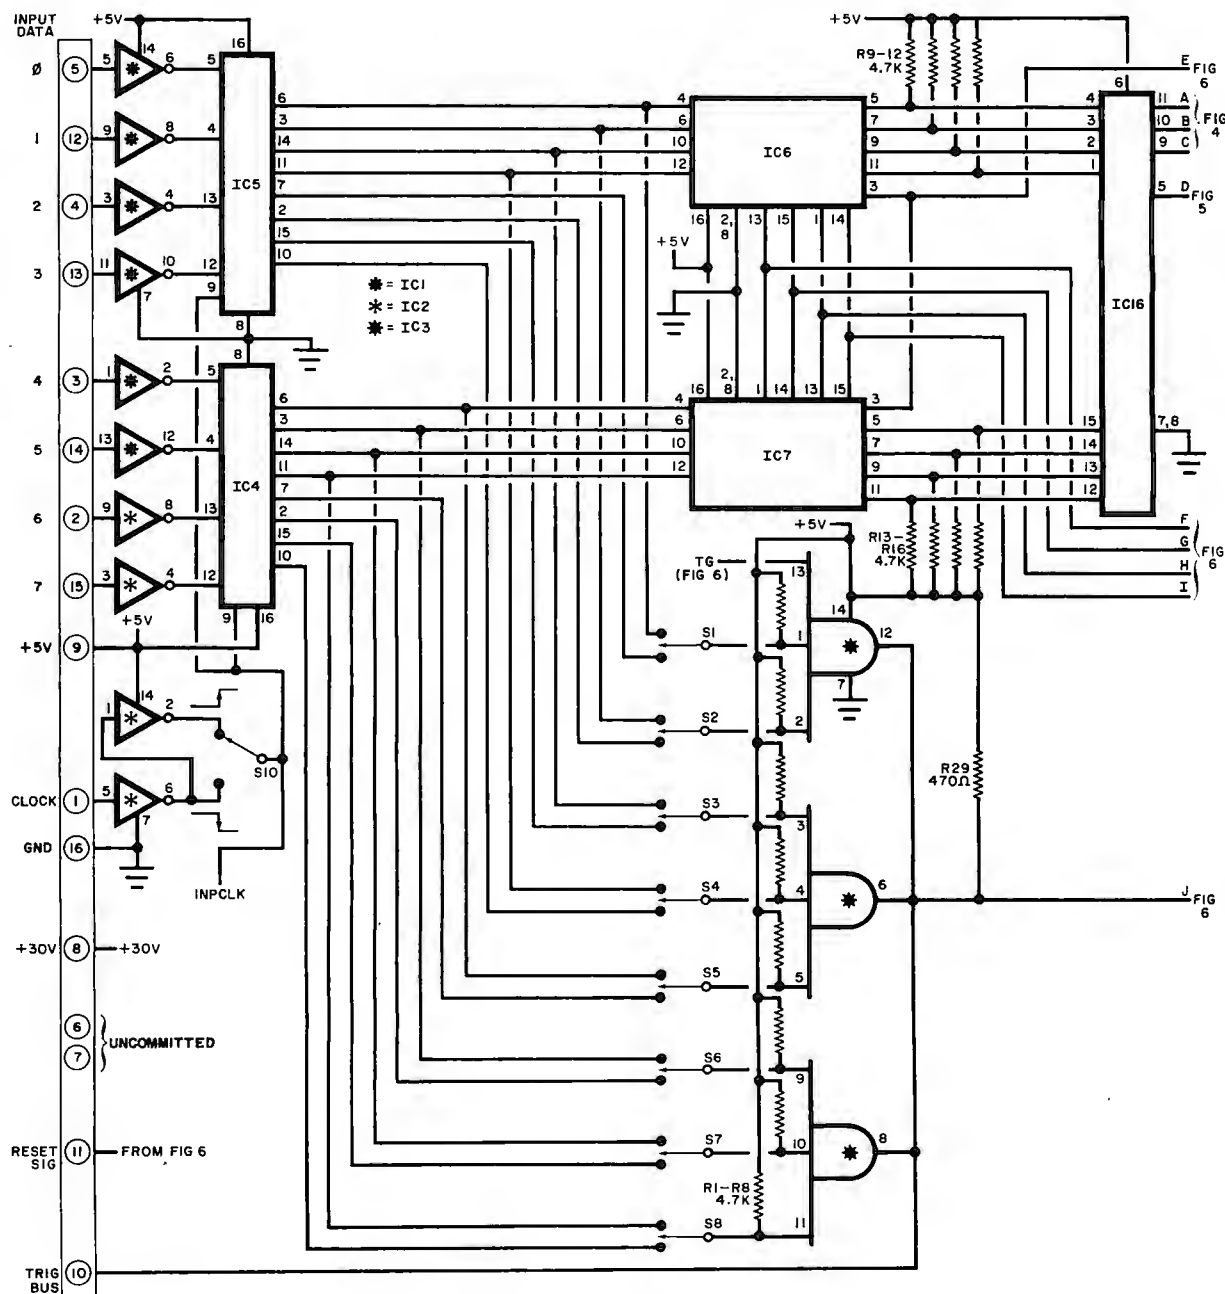 INPUT
DATA
+5V
14
16
Ø
5
5
6
5
1
12
9
8
4
2
4
3
4
13
3
13
11
10
12
7
9
IC5
8
6
3
14
11
7
2
15
10
✱ = IC1
✱ = IC2
✱ = IC3
8
4
3
1
2
5
5
14
13
12
4
6
2
9
8
13
7
15
3
4
12
IC4
6
3
14
11
7
2
15
10
9
16
+5V
9
+5V
14
1
2
S10
CLOCK
1
5
6
7
GND
16
INPCLK
+30V
8
+30V
6
7
UNCOMMITTED
RESET
SIG
11
FROM FIG 6
TRIG
BUS
10
4
6
10
12
IC6
5
7
9
11
3
16
2,
8
13
15
1
14
+5V
16
2,
8
1
14
13
15
4
6
10
12
IC7
3
5
7
9
11
+5V
R9-12
4.7K
6
4
3
2
1
IC16
11
A
10
B
9
C
FIG
4
E
FIG
6
5
D
FIG
5
15
14
13
12
7,8
F
G
H
I
FIG
6
+5V
R13-
R16
4.7K
TG
(FIG 6)
13
14
S1
1
12
7
S2
2
S3
3
S4
4
6
S5
5
R29
470Ω
J
FIG
6
S6
9
S7
10
8
R1-R8
4.7K
S8
11